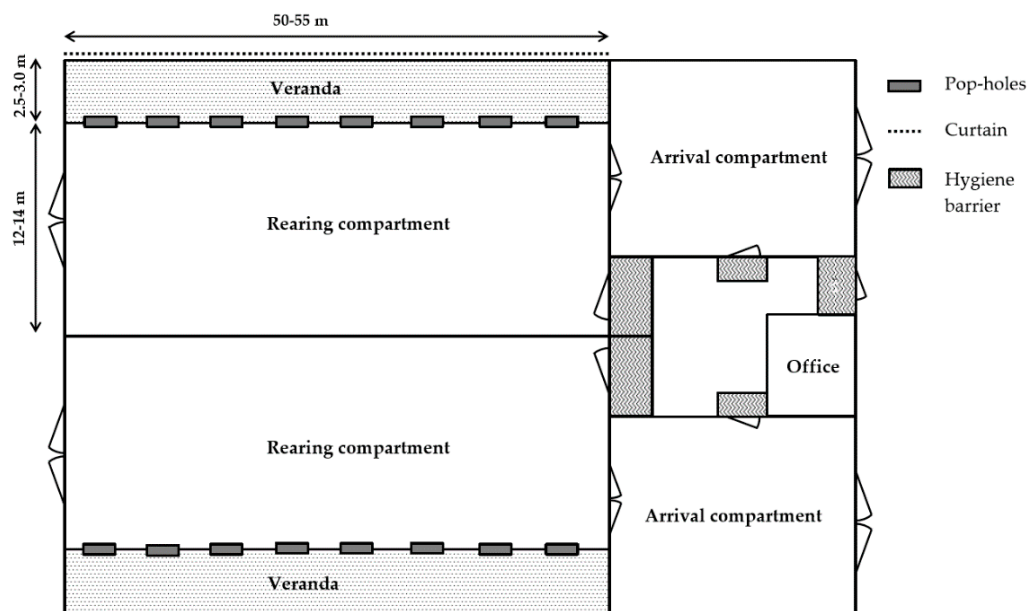 50-55 m
2.5-3.0 m
Veranda
Pop-holes
Curtain
Arrival compartment
Hygiene
barrier
12-14 m
Rearing compartment
Office
Rearing compartment
Arrival compartment
Veranda